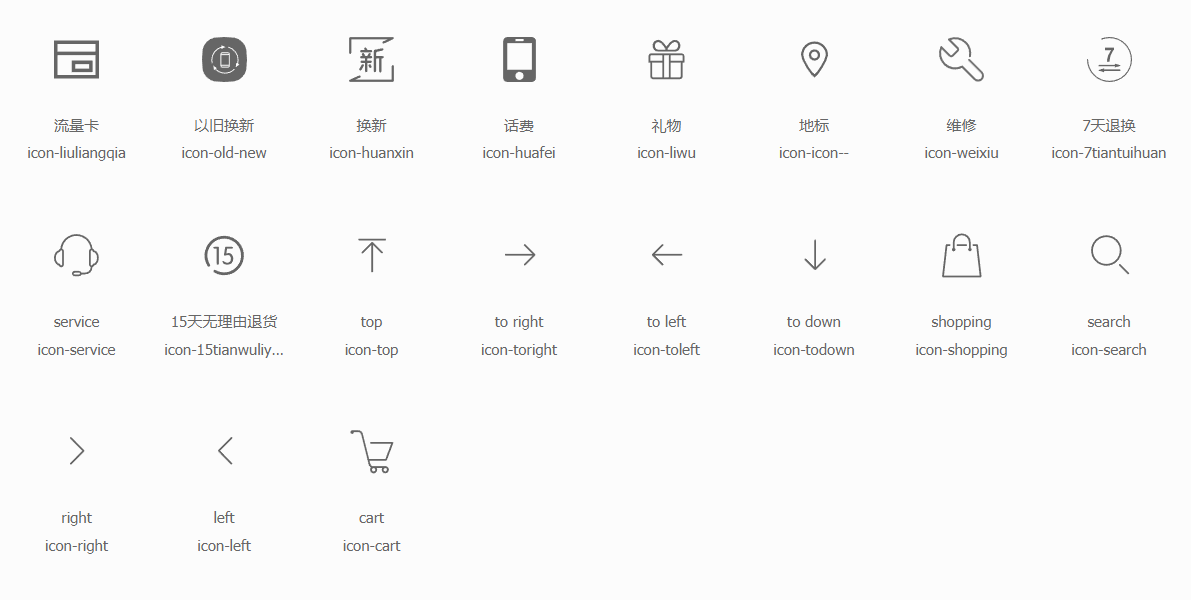 新
7
流量卡
以旧换新
换新
话费
礼物
地标
维修
7天退换
icon-liuliangqia
icon-old-new
icon-huanxin
icon-huafei
icon-liwu
icon-icon--
icon-weixiu
icon-7tiantuihuan
15
service
15天无理由退货
top
to right
to left
to down
shopping
search
icon-service
icon-15tianwuliy...
icon-top
icon-toright
icon-toleft
icon-todown
icon-shopping
icon-search
right
left
cart
icon-right
icon-left
icon-cart